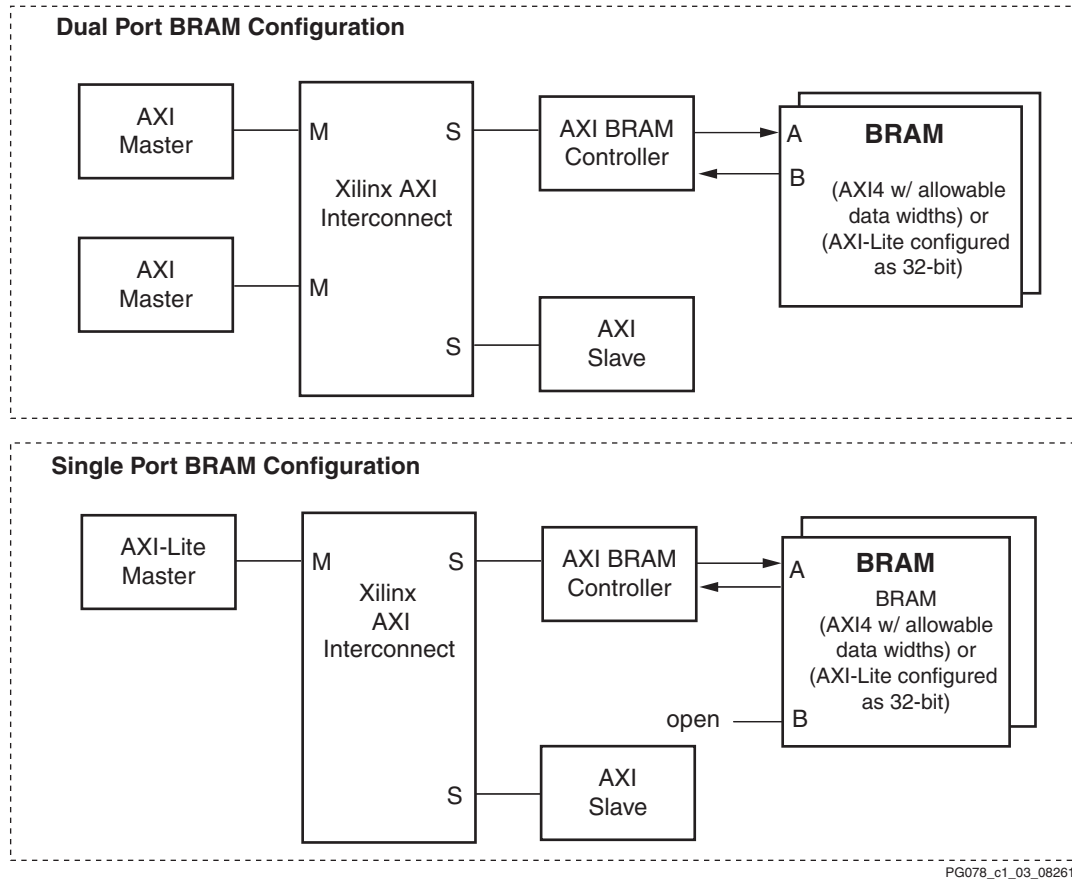 Dual Port BRAM Configuration
AXI
Master
AXI
Master
M
S
Xilinx AXI
Interconnect
M
S
AXI BRAM
Controller
AXI
Slave
A
BRAM
B
(AXI4 w/ allowable
data widths) or
(AXI-Lite configured
as 32-bit)
Single Port BRAM Configuration
AXI-Lite
Master
M
S
Xilinx
AXI
Interconnect
S
AXI BRAM
Controller
AXI
Slave
A
BRAM
BRAM
(AXI4 w/ allowable
data widths) or
(AXI-Lite configured
as 32-bit)
open
B
PG078_c1_03_08261